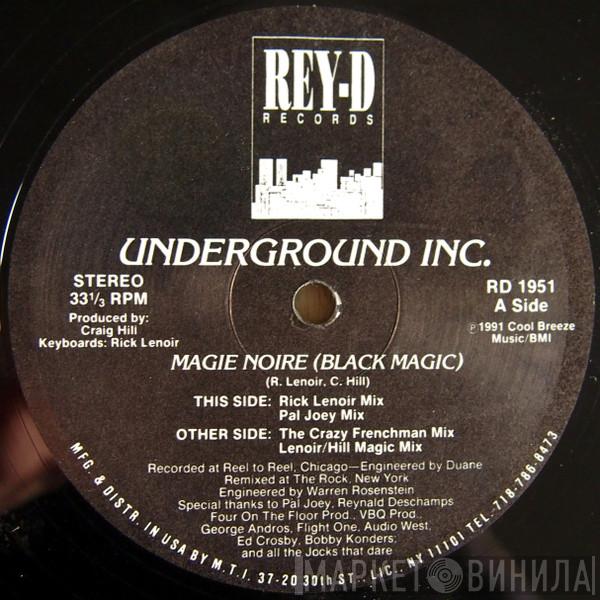 REY-D
RECORDS
UNDERGROUND INC.
STEREO
33 1/3 RPM
Produced by:
Craig Hill
Keyboards: Rick Lenoir
RD 1951
A Side
℗1991 Cool Breeze
Music/BMI
MAGIE NOIRE (BLACK MAGIC)
(R. Lenoir, C. Hill)
THIS SIDE: Rick Lenoir Mix
Pal Joey Mix
OTHER SIDE: The Crazy Frenchman Mix
Lenoir/Hill Magic Mix
Recorded at Reel to Reel, Chicago—Engineered by Duane
Remixed at The Rock, New York
Engineered by Warren Rosenstein
Special thanks to Pal Joey, Reynald Deschamps
Four On The Floor Prod., VBQ Prod.,
George Andros, Flight One, Audio West,
Ed Crosby, Bobby Konders;
and all the Jocks that dare
MFG. & DISTR. IN USA BY M.T.I. 37-20 30th ST., L.I.C., NY 11101 TEL. 718-786-8473
МАРКЕТ ВИНИЛА